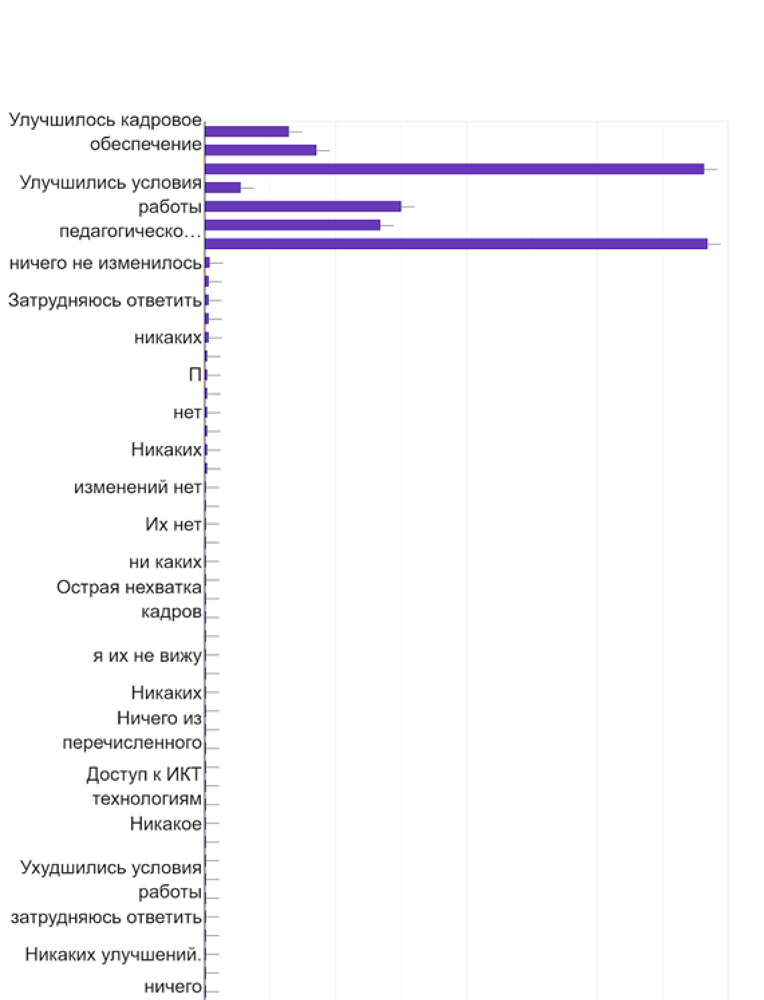 Улучшилось кадровое
обеспечение
Улучшились условия
работы
педагогическо…
ничего не изменилось
Затрудняюсь ответить
никаких
П
нет
Никаких
изменений нет
Их нет
ни каких
Острая нехватка
кадров
я их не вижу
Никаких
Ничего из
перечисленного
Доступ к ИКТ
технологиям
Никакое
Ухудшились условия
работы
затрудняюсь ответить
Никаких улучшений.
ничего